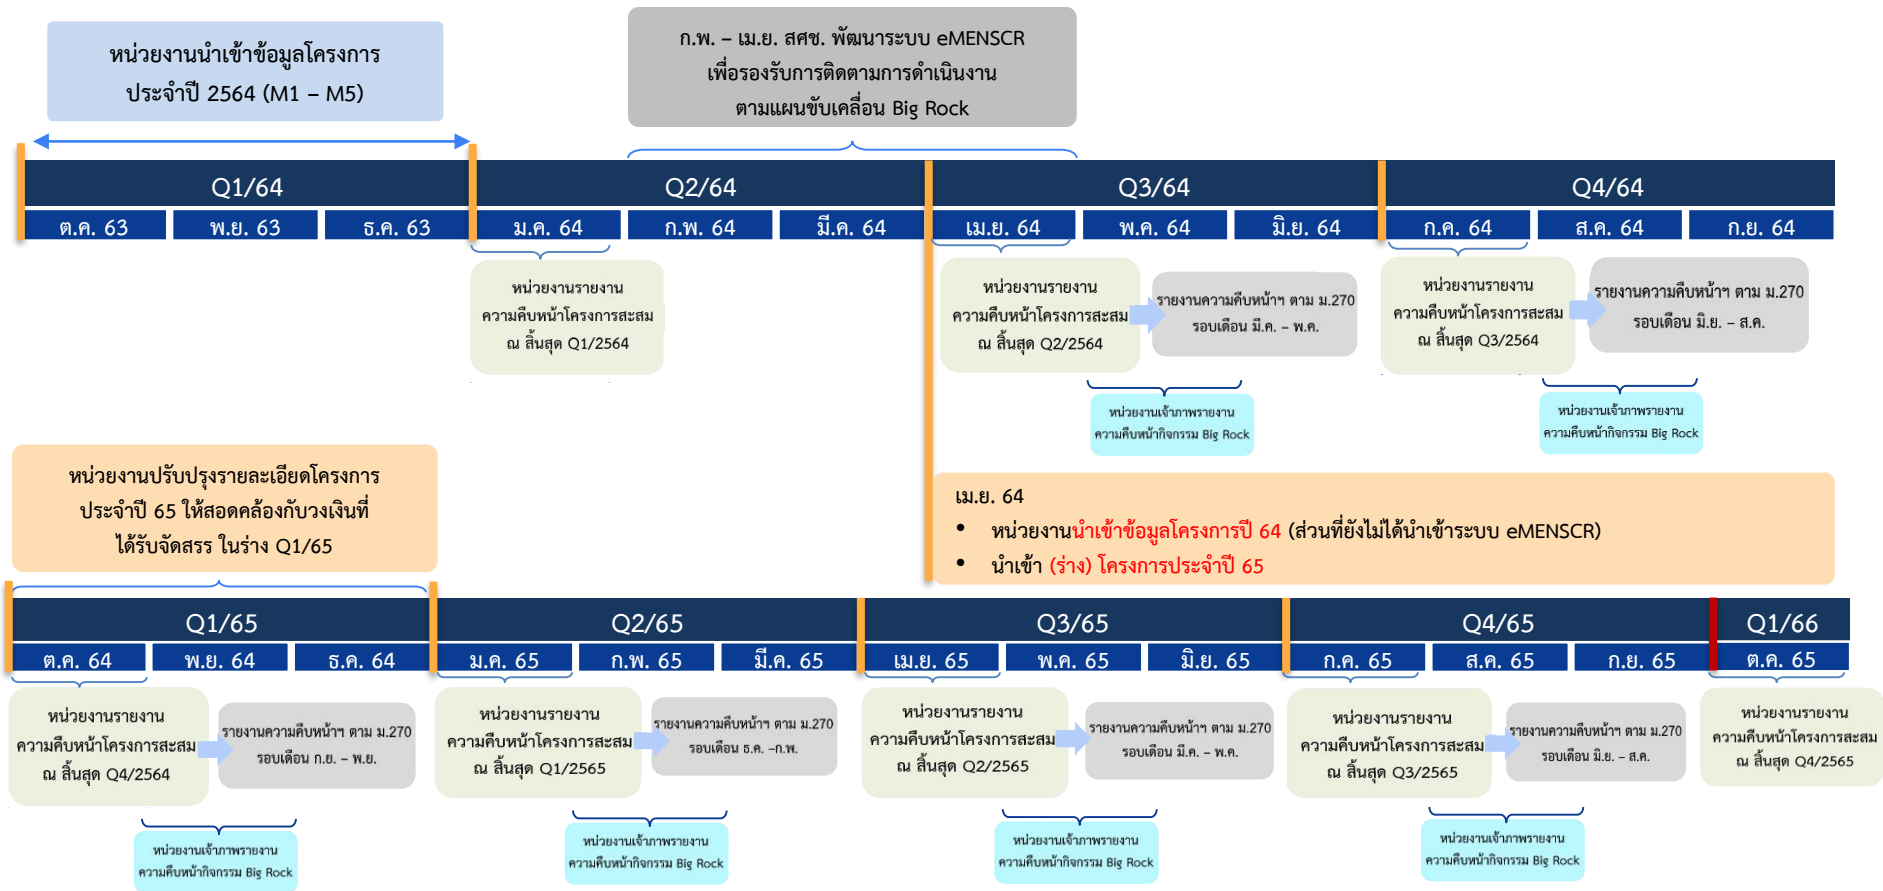 หน่วยงานนำเข้าข้อมูลโครงการ
ประจำปี 2564 (M1 – M5)
ก.พ. – เม.ย. สศช. พัฒนาระบบ eMENSCR
เพื่อรองรับการติดตามการดำเนินงาน
ตามแผนขับเคลื่อน Big Rock
Q1/64
Q2/64
Q3/64
Q4/64
ต.ค. 63
พ.ย. 63
ธ.ค. 63
ม.ค. 64
ก.พ. 64
มี.ค. 64
เม.ย. 64
พ.ค. 64
มิ.ย. 64
ก.ค. 64
ส.ค. 64
ก.ย. 64
หน่วยงานรายงาน
ความคืบหน้าโครงการสะสม
ณ สิ้นสุด Q1/2564
หน่วยงานรายงาน
ความคืบหน้าโครงการสะสม
ณ สิ้นสุด Q2/2564
รายงานความคืบหน้าฯ ตาม ม.270
รอบเดือน มี.ค. – พ.ค.
หน่วยงานรายงาน
ความคืบหน้าโครงการสะสม
ณ สิ้นสุด Q3/2564
รายงานความคืบหน้าฯ ตาม ม.270
รอบเดือน มิ.ย. – ส.ค.
หน่วยงานเจ้าภาพรายงาน
ความคืบหน้ากิจกรรม Big Rock
หน่วยงานเจ้าภาพรายงาน
ความคืบหน้ากิจกรรม Big Rock
หน่วยงานปรับปรุงรายละเอียดโครงการ
ประจำปี 65 ให้สอดคล้องกับวงเงินที่
ได้รับจัดสรร ในร่าง Q1/65
เม.ย. 64
• หน่วยงานนำเข้าข้อมูลโครงการปี 64 (ส่วนที่ยังไม่ได้นำเข้าระบบ eMENSCR)
• นำเข้า (ร่าง) โครงการประจำปี 65
Q1/65
Q2/65
Q3/65
Q4/65
Q1/66
ต.ค. 64
พ.ย. 64
ธ.ค. 64
ม.ค. 65
ก.พ. 65
มี.ค. 65
เม.ย. 65
พ.ค. 65
มิ.ย. 65
ก.ค. 65
ส.ค. 65
ก.ย. 65
ต.ค. 65
หน่วยงานรายงาน
ความคืบหน้าโครงการสะสม
ณ สิ้นสุด Q4/2564
รายงานความคืบหน้าฯ ตาม ม.270
รอบเดือน ก.ย. – พ.ย.
หน่วยงานรายงาน
ความคืบหน้าโครงการสะสม
ณ สิ้นสุด Q1/2565
รายงานความคืบหน้าฯ ตาม ม.270
รอบเดือน ธ.ค. –ก.พ.
หน่วยงานรายงาน
ความคืบหน้าโครงการสะสม
ณ สิ้นสุด Q2/2565
รายงานความคืบหน้าฯ ตาม ม.270
รอบเดือน มี.ค. – พ.ค.
หน่วยงานรายงาน
ความคืบหน้าโครงการสะสม
ณ สิ้นสุด Q3/2565
รายงานความคืบหน้าฯ ตาม ม.270
รอบเดือน มิ.ย. – ส.ค.
หน่วยงานรายงาน
ความคืบหน้าโครงการสะสม
ณ สิ้นสุด Q4/2565
หน่วยงานเจ้าภาพรายงาน
ความคืบหน้ากิจกรรม Big Rock
หน่วยงานเจ้าภาพรายงาน
ความคืบหน้ากิจกรรม Big Rock
หน่วยงานเจ้าภาพรายงาน
ความคืบหน้ากิจกรรม Big Rock
หน่วยงานเจ้าภาพรายงาน
ความคืบหน้ากิจกรรม Big Rock